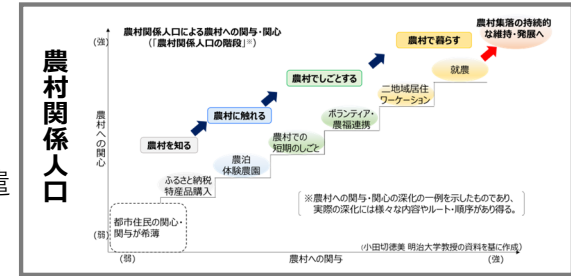 農村関係人口
農村関係人口による農村への関与・関心
(「農村関係人口の階段」※)
(強)
農村への関心
(弱)
農村を知る
農村に触れる
農村でしごとする
農村で暮らす
農村集落の持続的
な維持・発展へ
ふるさと納税
特産品購入
農泊
体験農園
農村での
短期のしごと
ボランティア・
農福連携
二地域居住
ワーケーション
就農
都市住民の関心・
関与が希薄
※農村への関与・関心の深化の一例を示したものであり、
実際の深化には様々な内容やルート・順序があり得る。
(小田切徳美 明治大学教授の資料を基に作成)
(弱)
農村への関与
(強)